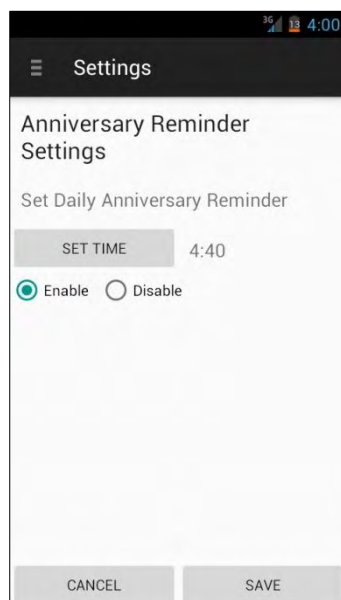 3G 13 4:00
Settings
Anniversary Reminder
Settings
Set Daily Anniversary Reminder
SET TIME 4:40
Enable Disable
CANCEL SAVE